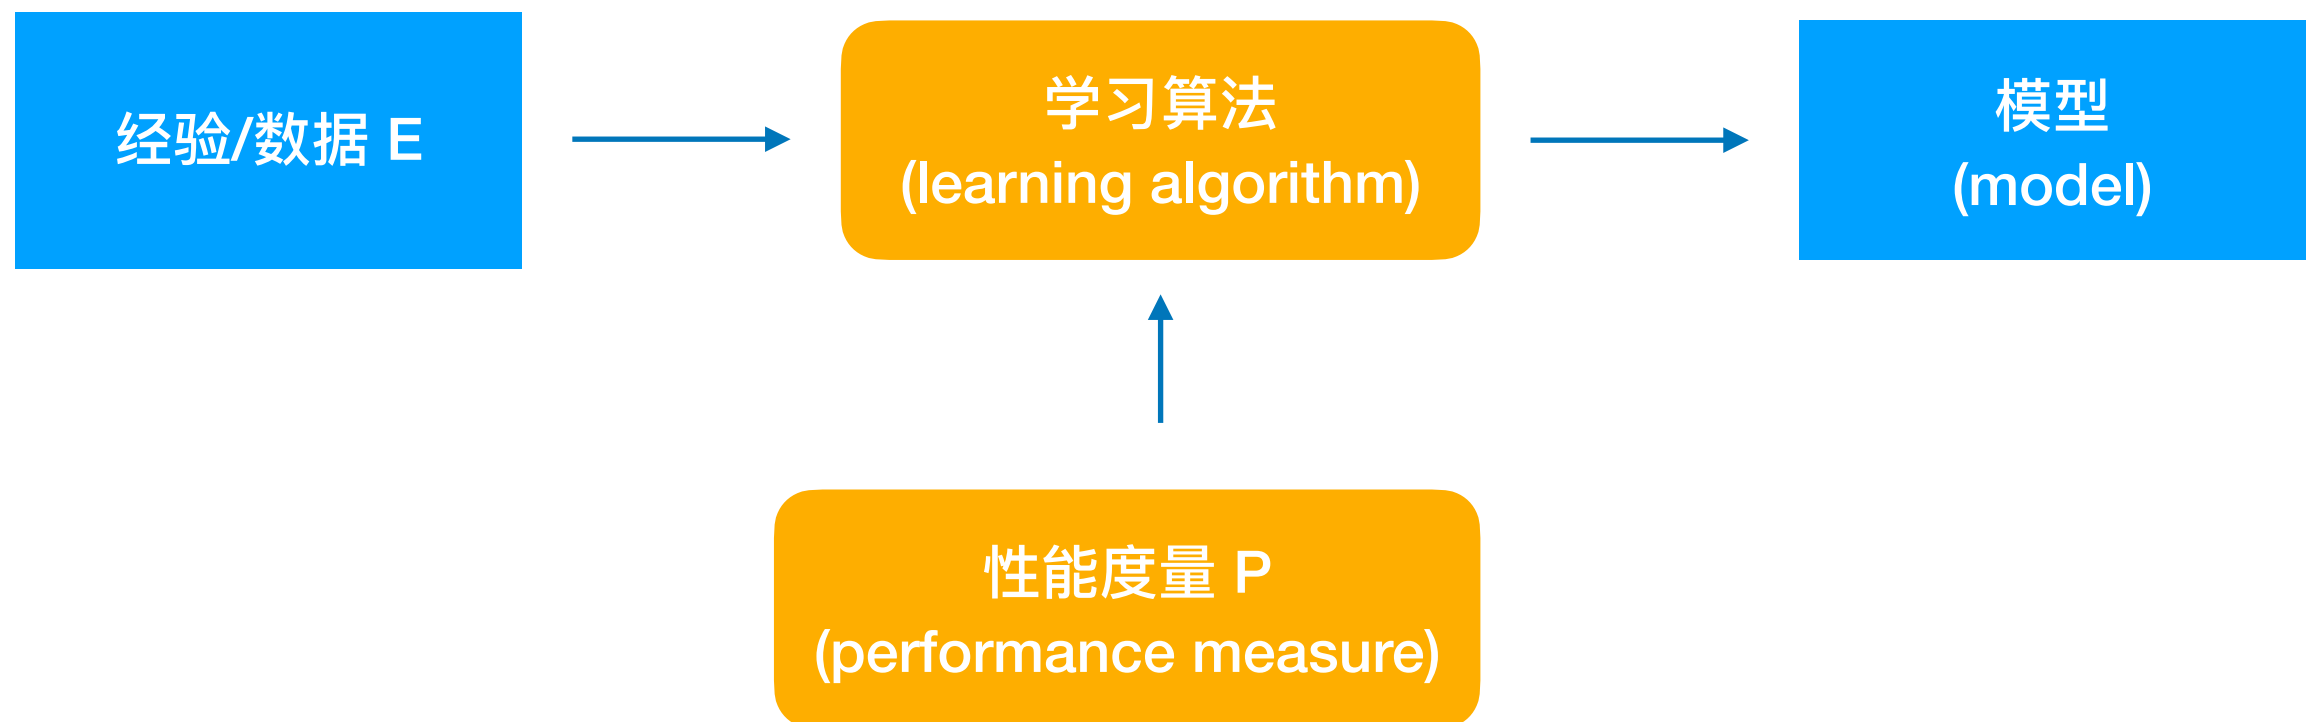 经验/数据 E
学习算法
(learning algorithm)
模型
(model)
性能度量 P
(performance measure)